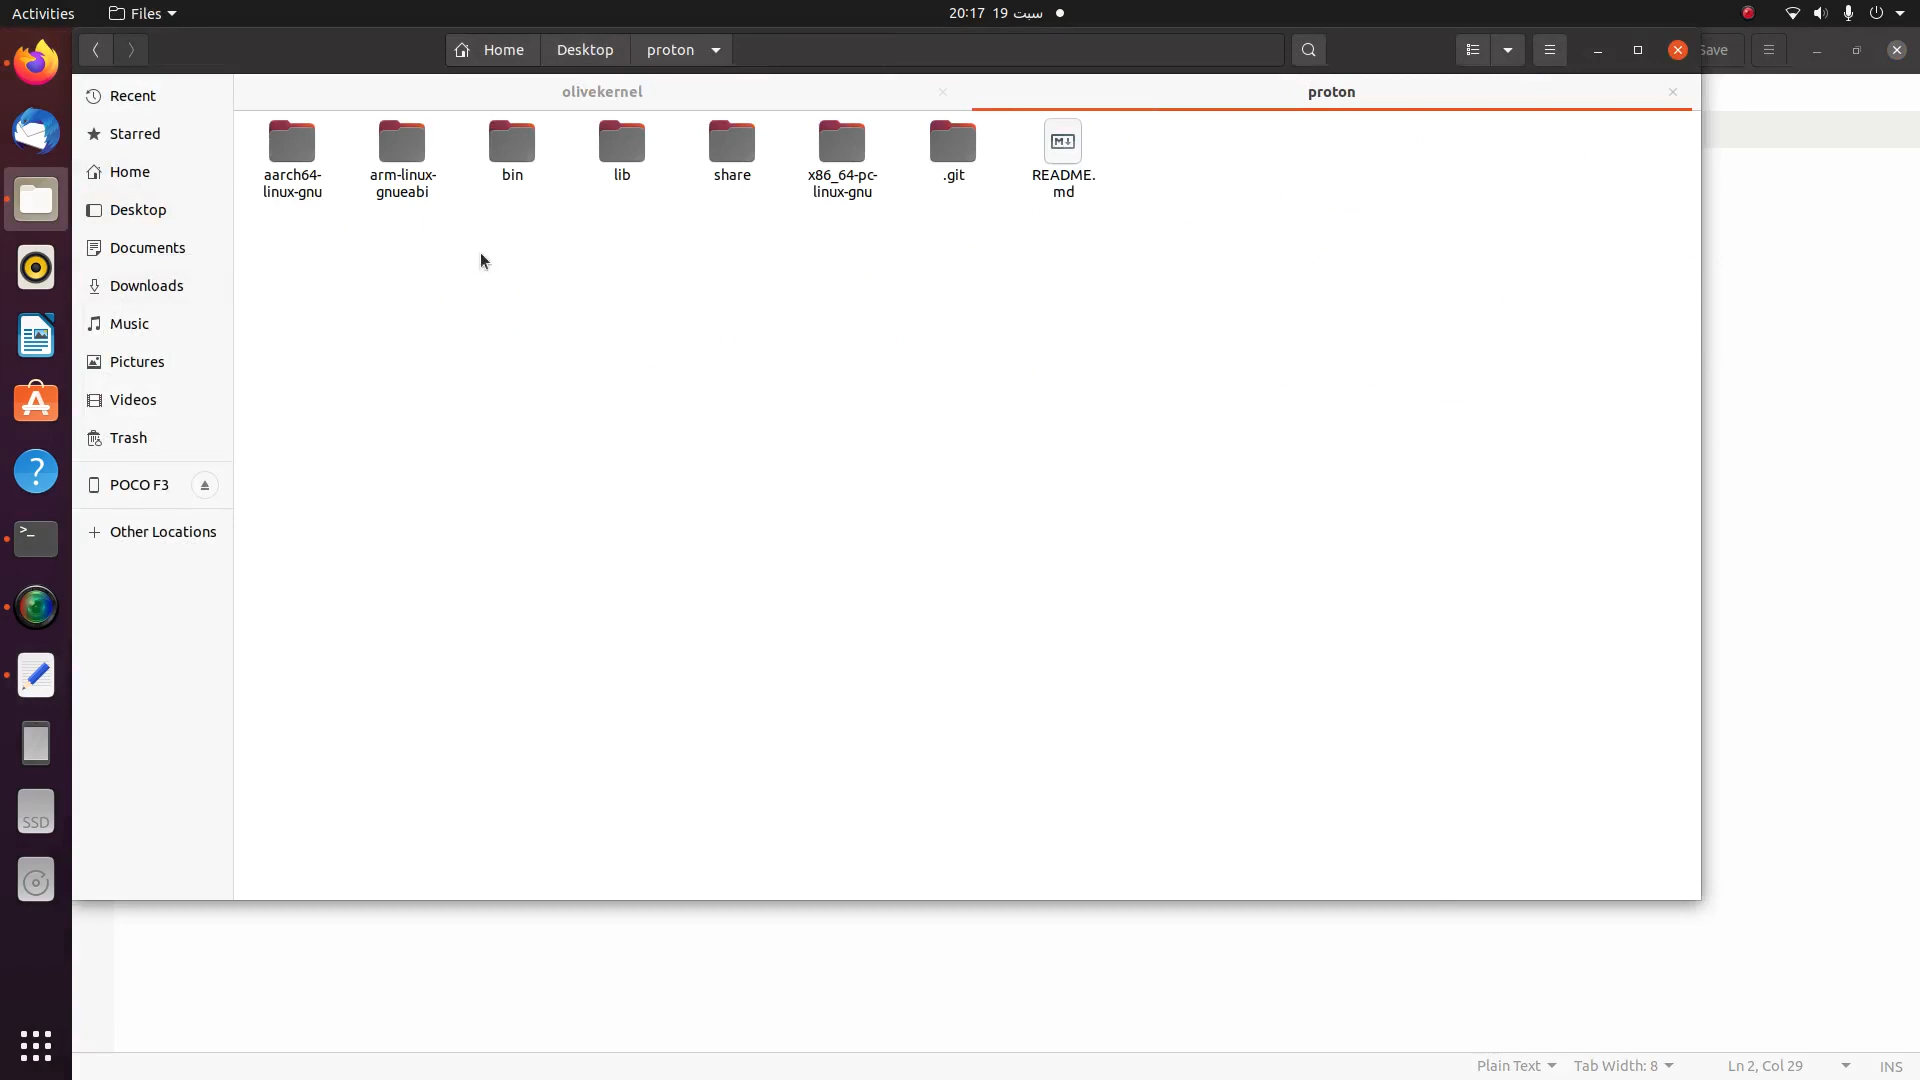 Activities
Files
20:17 19 سبت
Home
Desktop
proton
Save
olivekernel
proton
Recent
Starred
Home
Desktop
Documents
Downloads
Music
Pictures
Videos
Trash
POCO F3
Other Locations
aarch64-
linux-gnu
arm-linux-
gnueabi
bin
lib
share
x86_64-pc-
linux-gnu
.git
README.
md
M
>_
SSD
Plain Text
Tab Width: 8
Ln 2, Col 29
INS